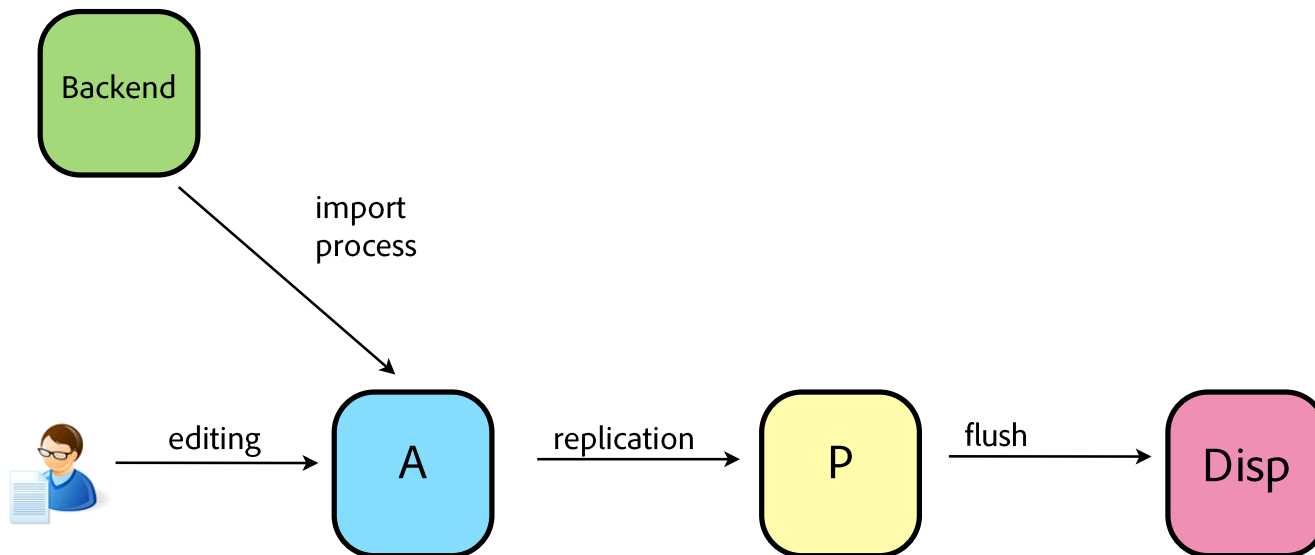 Backend
import
process
editing
A
replication
P
flush
Disp